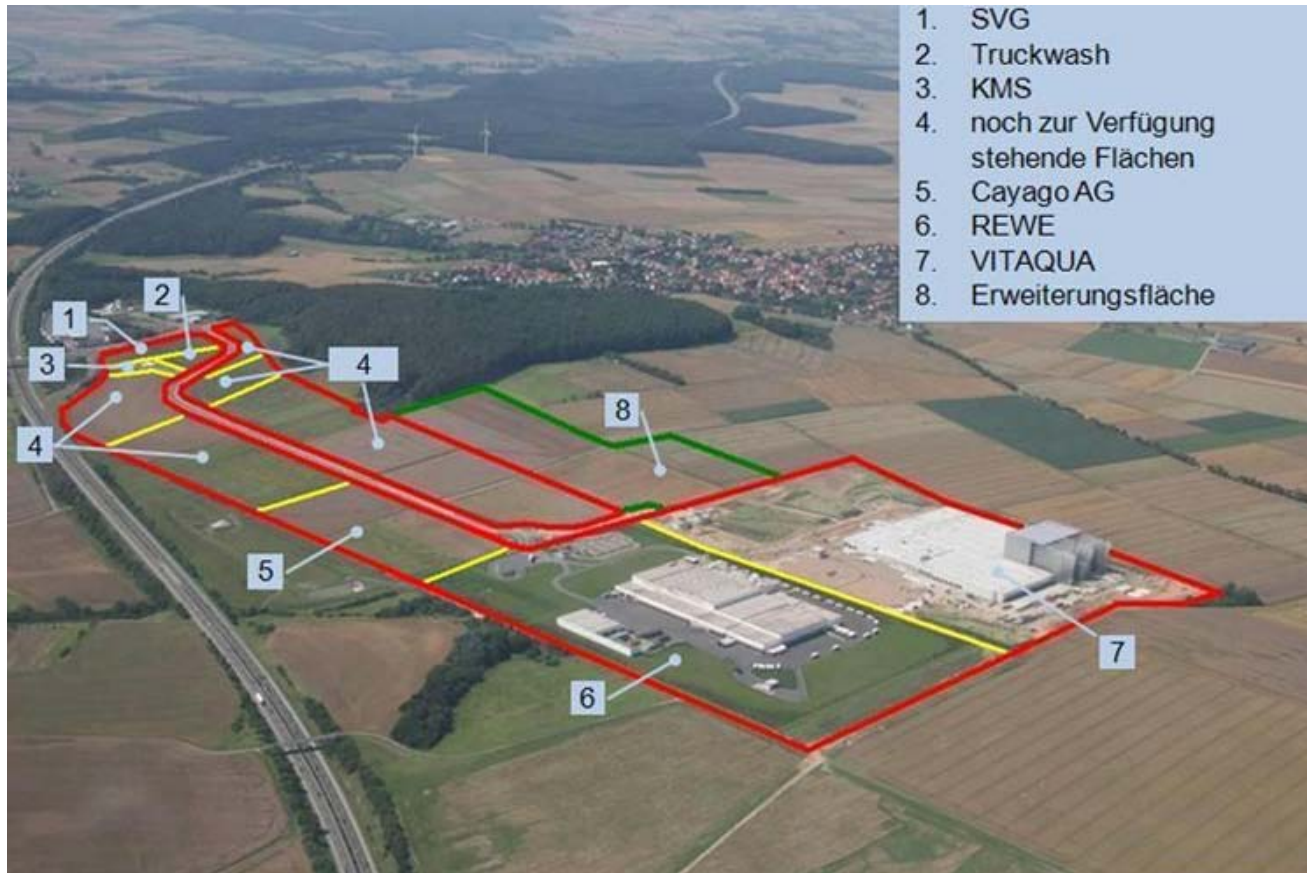 1. SVG
2. Truckwash
3. KMS
4. noch zur Verfügung
stehende Flächen
5. Cayago AG
6. REWE
7. VITAQUA
8. Erweiterungsfläche
2
1
3
4
4
8
5
7
6